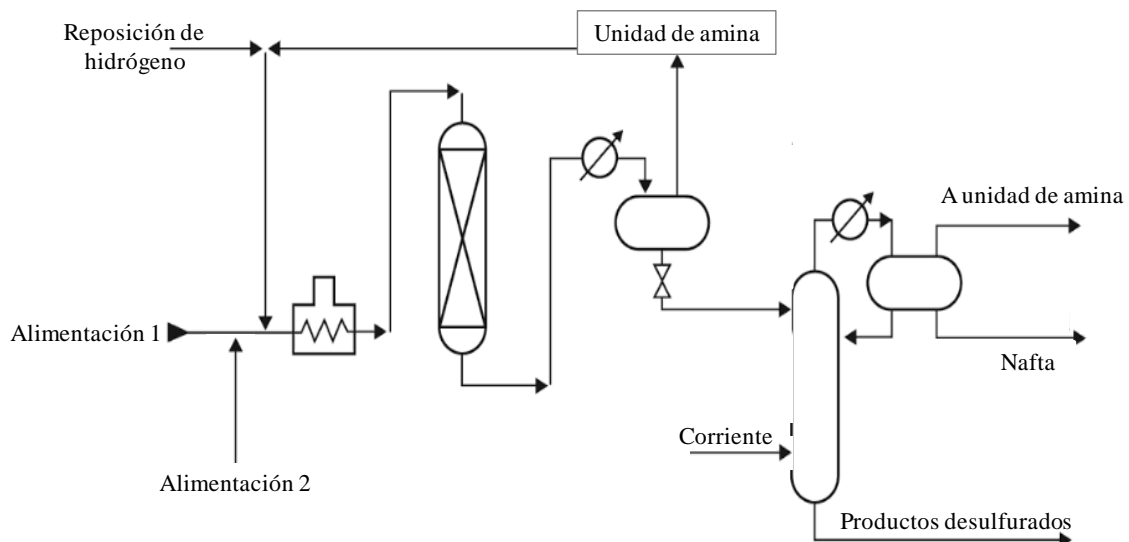 Reposición de
hidrógeno
Unidad de amina
A unidad de amina
Alimentación 1
Nafta
Corriente
Alimentación 2
Productos desulfurados